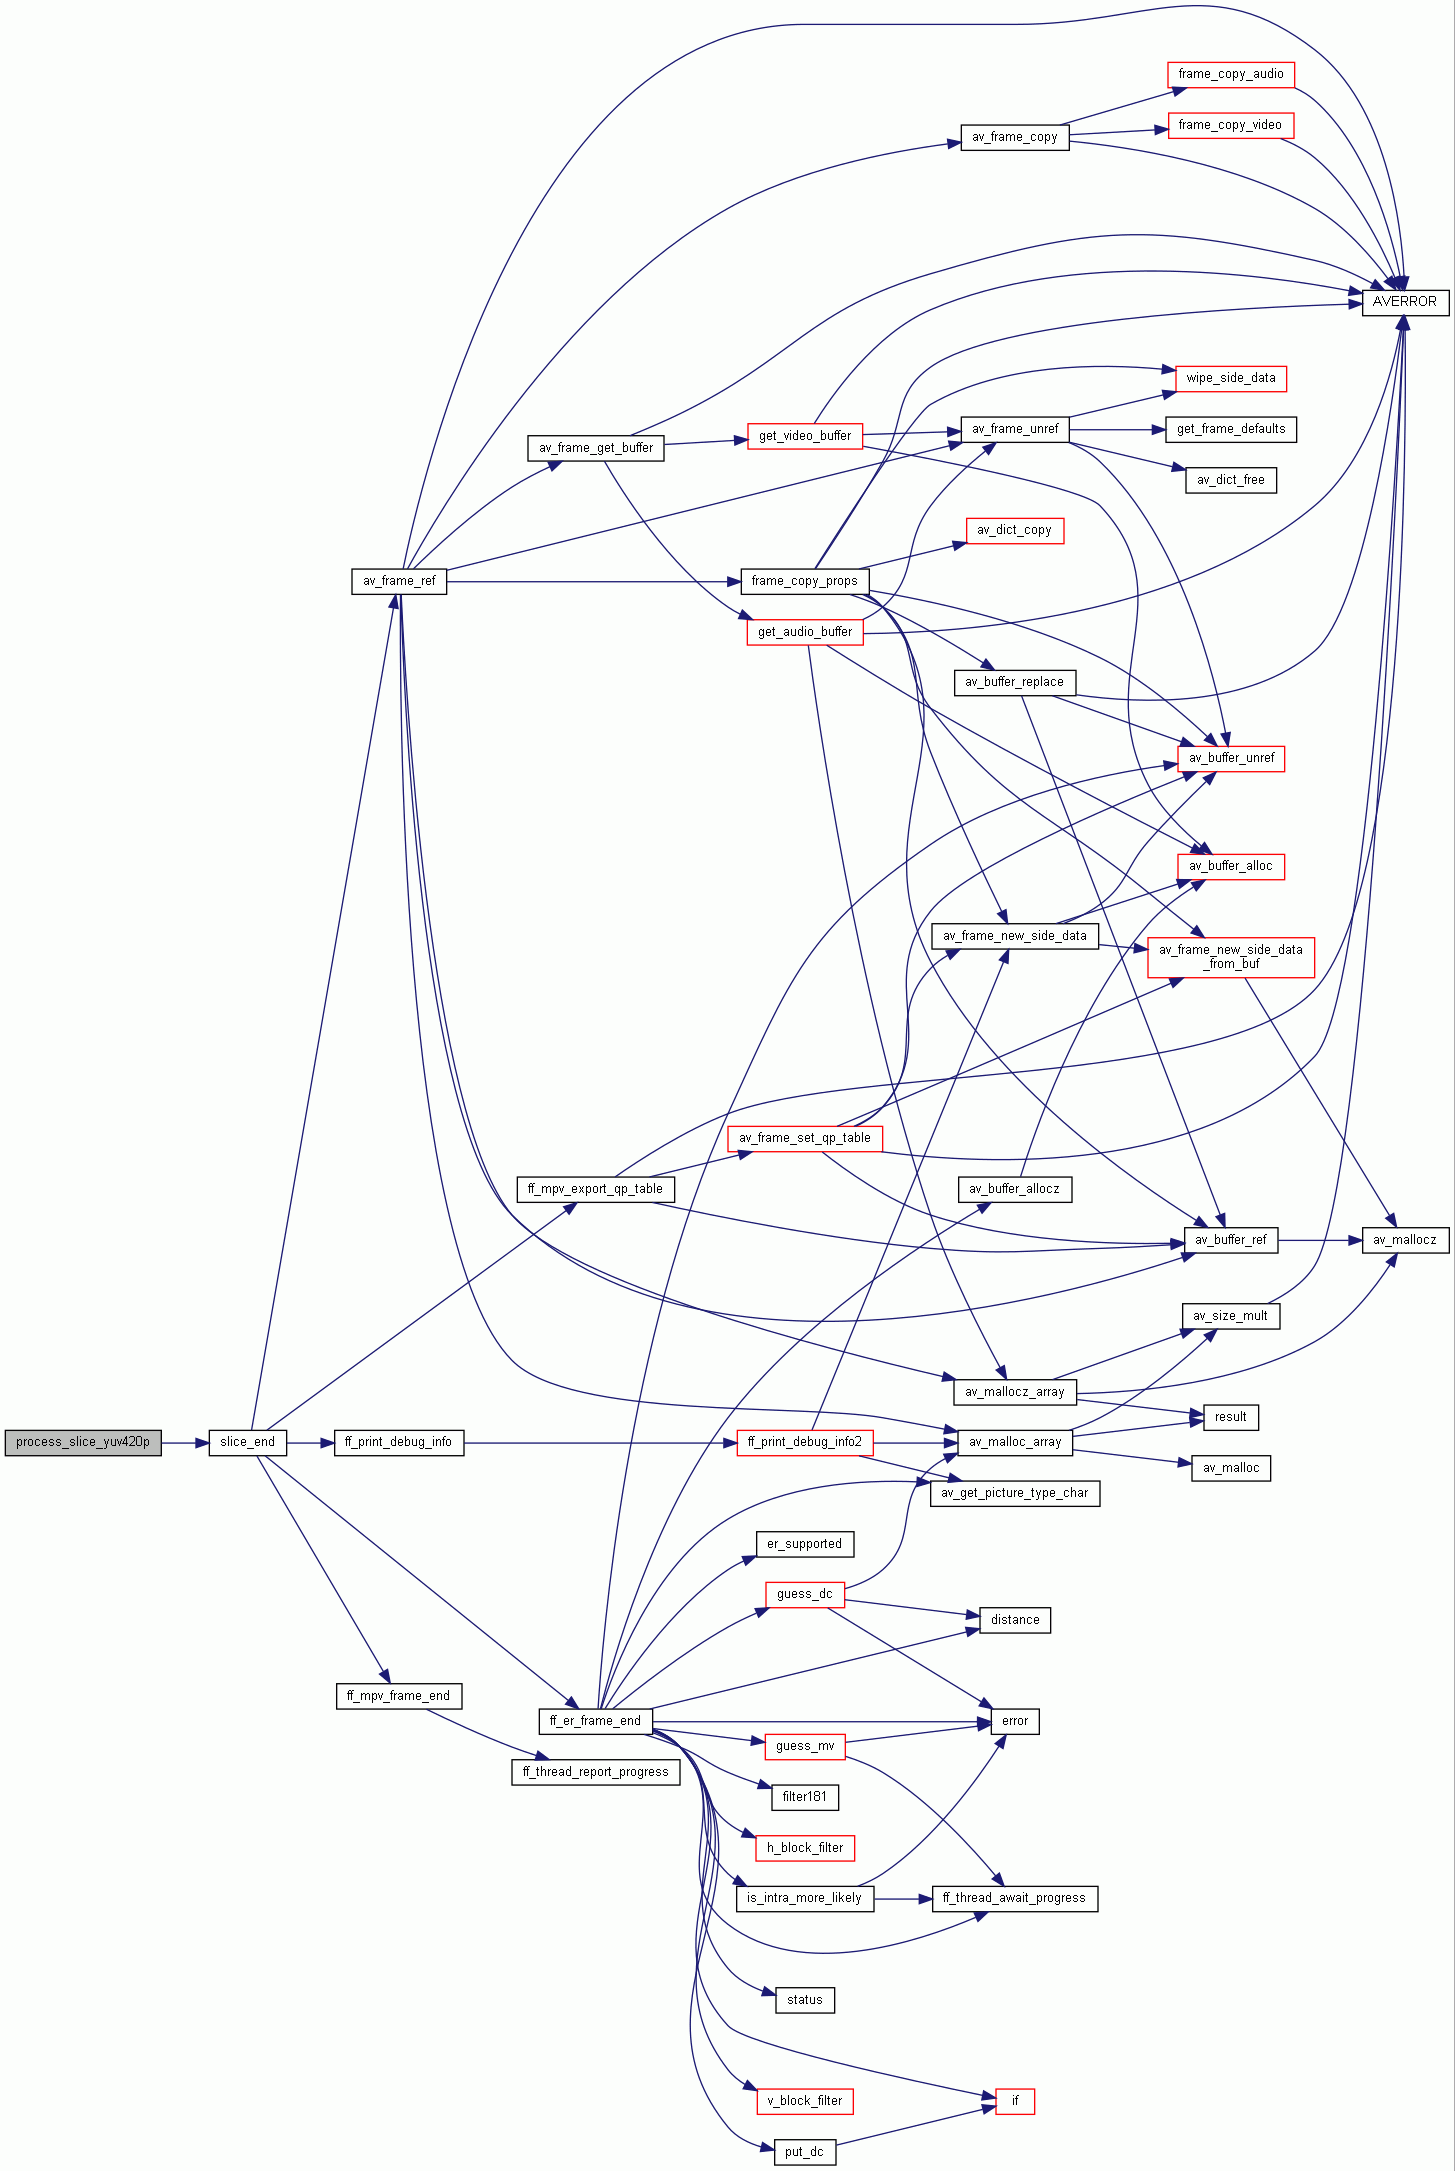 frame_copy_audio
frame_copy_video
av_frame_copy
AVERROR
wipe_side_data
get_frame_defaults
av_frame_unref
get_video_buffer
av_frame_get_buffer
av_dict_free
av_dict_copy
av_frame_ref
frame_copy_props
get_audio_buffer
av_buffer_replace
av_buffer_unref
av_buffer_alloc
av_frame_new_side_data
av_frame_new_side_data
_from_buf
av_frame_set_qp_table
ff_mpv_export_qp_table
av_buffer_allocz
av_buffer_ref
av_mallocz
av_size_mult
av_mallocz_array
result
process_slice_yuv420p
slice_end
ff_print_debug_info
ff_print_debug_info2
av_malloc_array
av_malloc
av_get_picture_type_char
er_supported
guess_dc
distance
ff_mpv_frame_end
ff_er_frame_end
error
guess_mv
ff_thread_report_progress
filter181
h_block_filter
is_intra_more_likely
ff_thread_await_progress
status
v_block_filter
if
put_dc